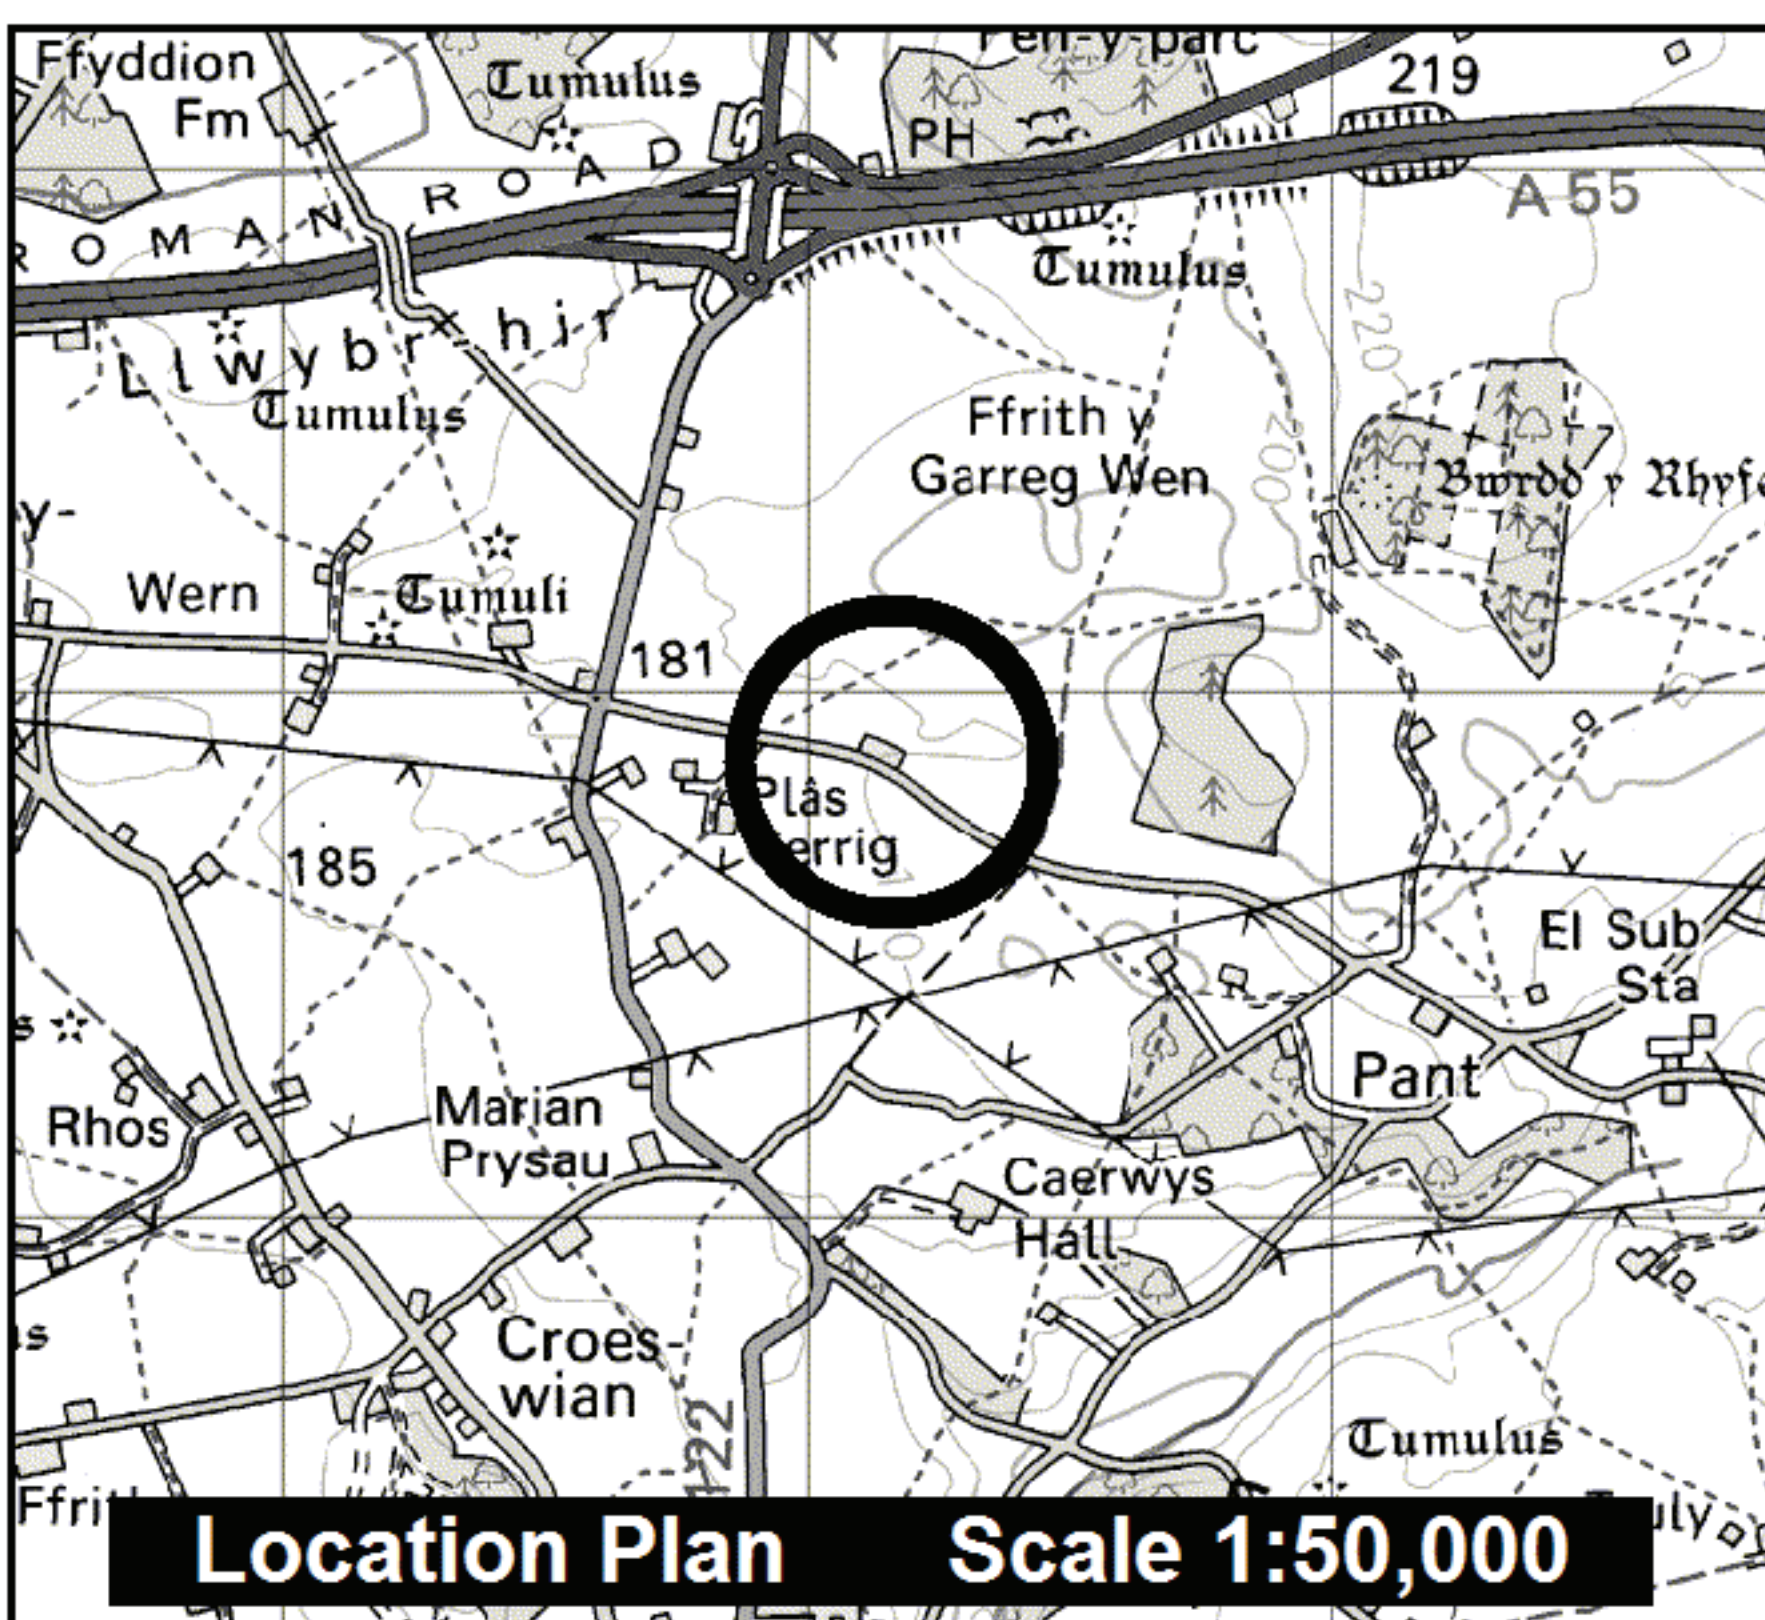 Ffyddion
Fm
Tumulus
Pen-y-parc
219
PH
ROMAN ROAD
A 55
Tumulus
Llwybr hir
Tumulus
220
Ffrith y
Garreg Wen
200
Bwrdd y
y-
Wern
Tumuli
181
Plâs
errig
185
El Sub
Sta
s
Pant
Rhos
Marian
Prysau
Caerwys
Hall
Croes-
wian
Tumulus
Location Plan Scale 1:50,000